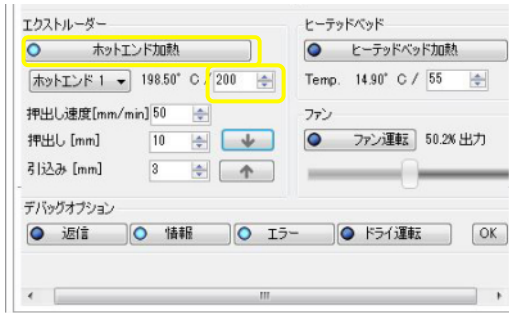 エクストルーダー
ホットエンド加熱
ホットエンド 1 198.50° C / 200
押出し速度[mm/min] 50
押出し [mm] 10
引込み [mm] 3
ヒーテッドベッド
ヒーテッドベッド加熱
Temp. 14.90° C / 55
ファン
ファン運転 50.2% 出力
デバッグオプション
返信 情報 エラー ドライ運転 OK